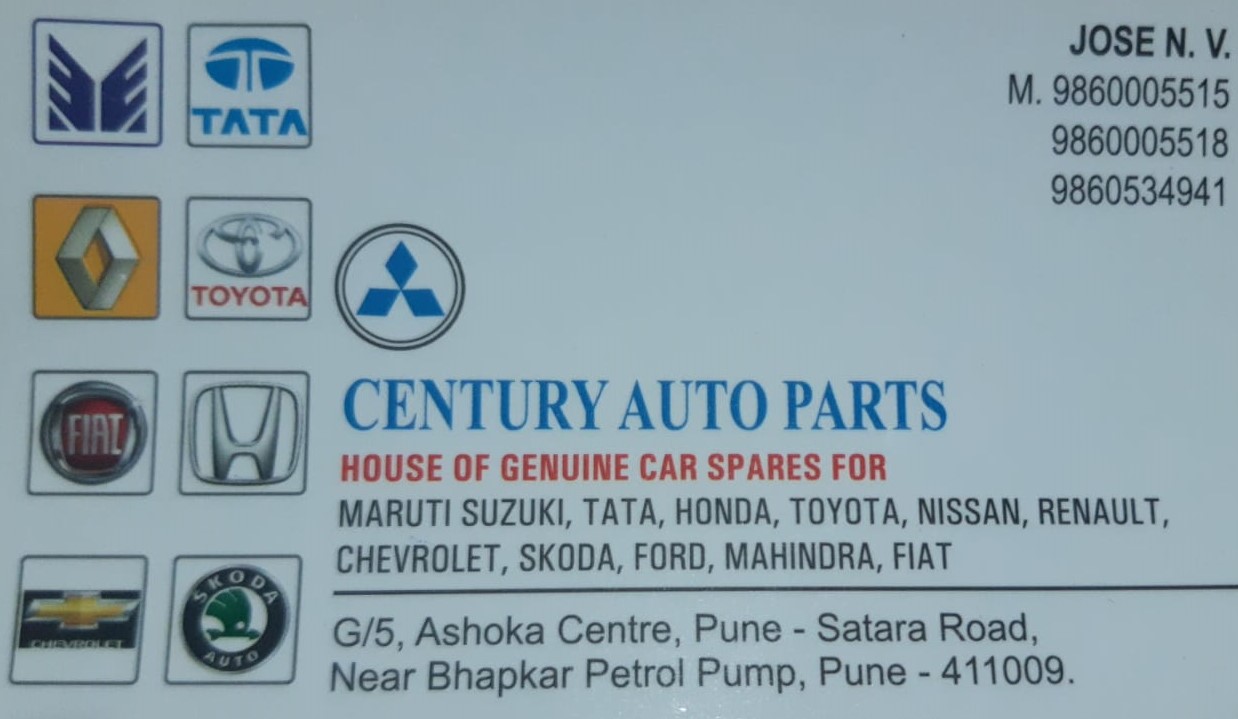 JOSE N. V.
M. 9860005515
9860005518
9860534941
TATA
TOYOTA
FIAT
CHEVROLET
SKODA
AUTO
CENTURY AUTO PARTS
HOUSE OF GENUINE CAR SPARES FOR
MARUTI SUZUKI, TATA, HONDA, TOYOTA, NISSAN, RENAULT,
CHEVROLET, SKODA, FORD, MAHINDRA, FIAT
G/5, Ashoka Centre, Pune - Satara Road,
Near Bhapkar Petrol Pump, Pune - 411009.